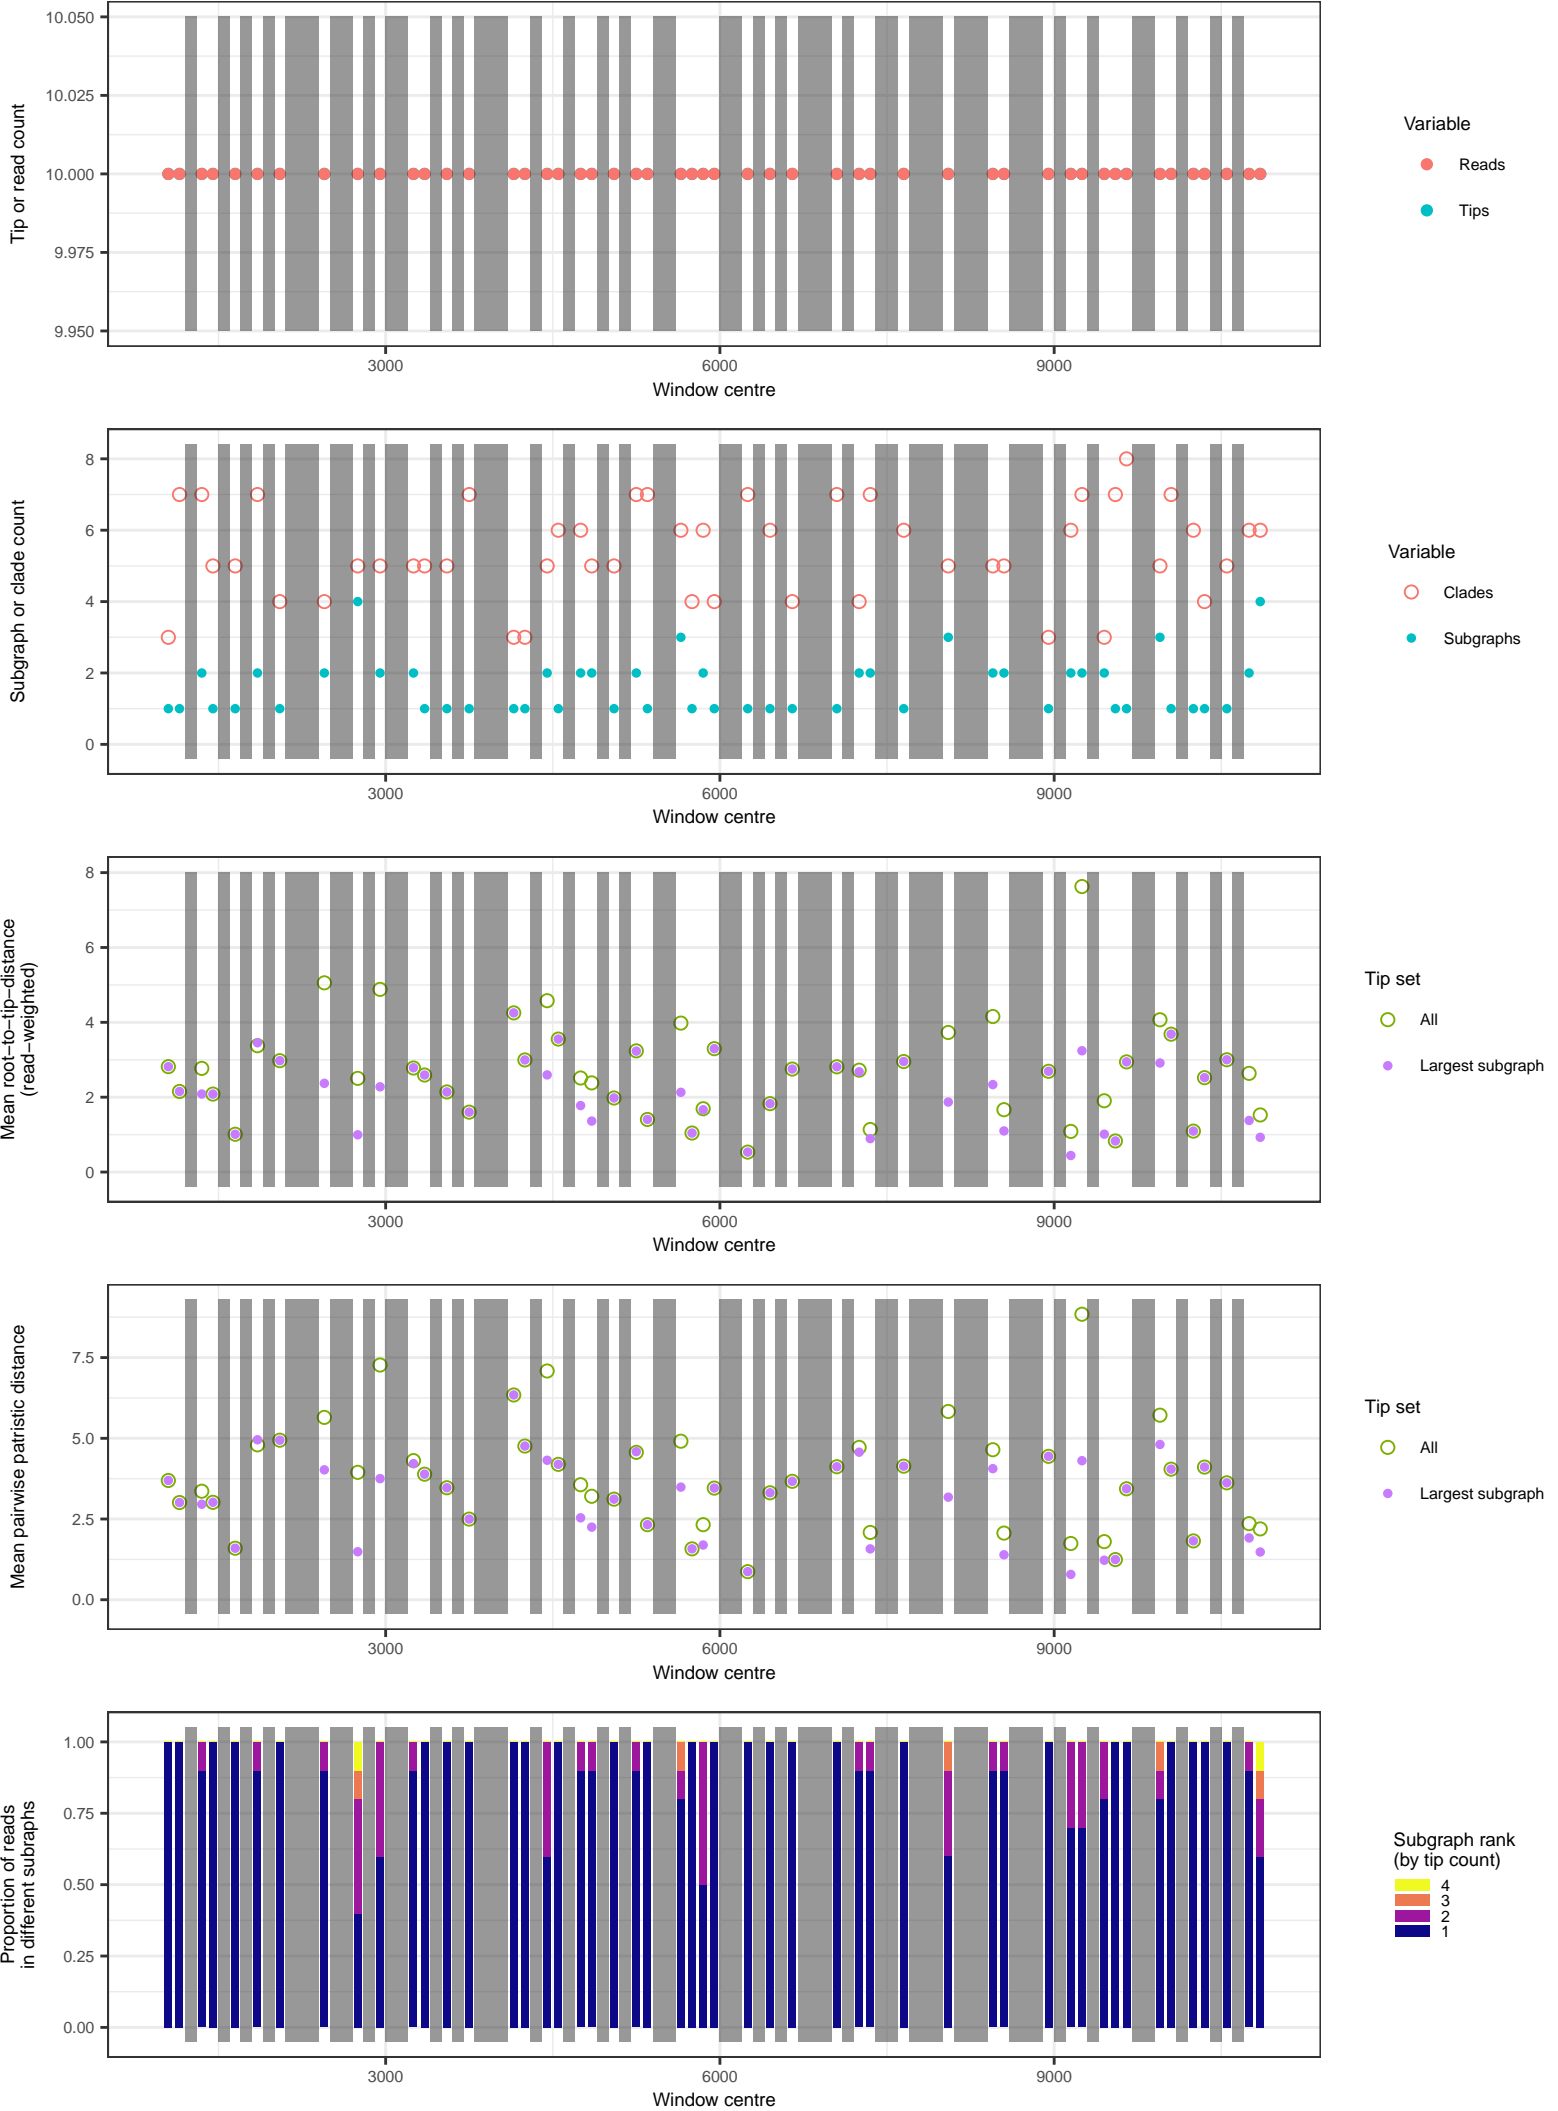 10.050
10.025
10.000
9.975
9.950
Tip or read count
3000 6000 9000
Window centre
Variable
Reads
Tips
8
6
4
2
0
Subgraph or clade count
3000 6000 9000
Window centre
Variable
Clades
Subgraphs
8
6
4
2
0
Mean root−to−tip−distance
(read−weighted)
3000 6000 9000
Window centre
Tip set
All
Largest subgraph
7.5
5.0
2.5
0.0
Mean pairwise patristic distance
3000 6000 9000
Window centre
Tip set
All
Largest subgraph
1.00
0.75
0.50
0.25
0.00
Proportion of reads
in different subraphs
3000 6000 9000
Window centre
Subgraph rank
(by tip count)
4
3
2
1